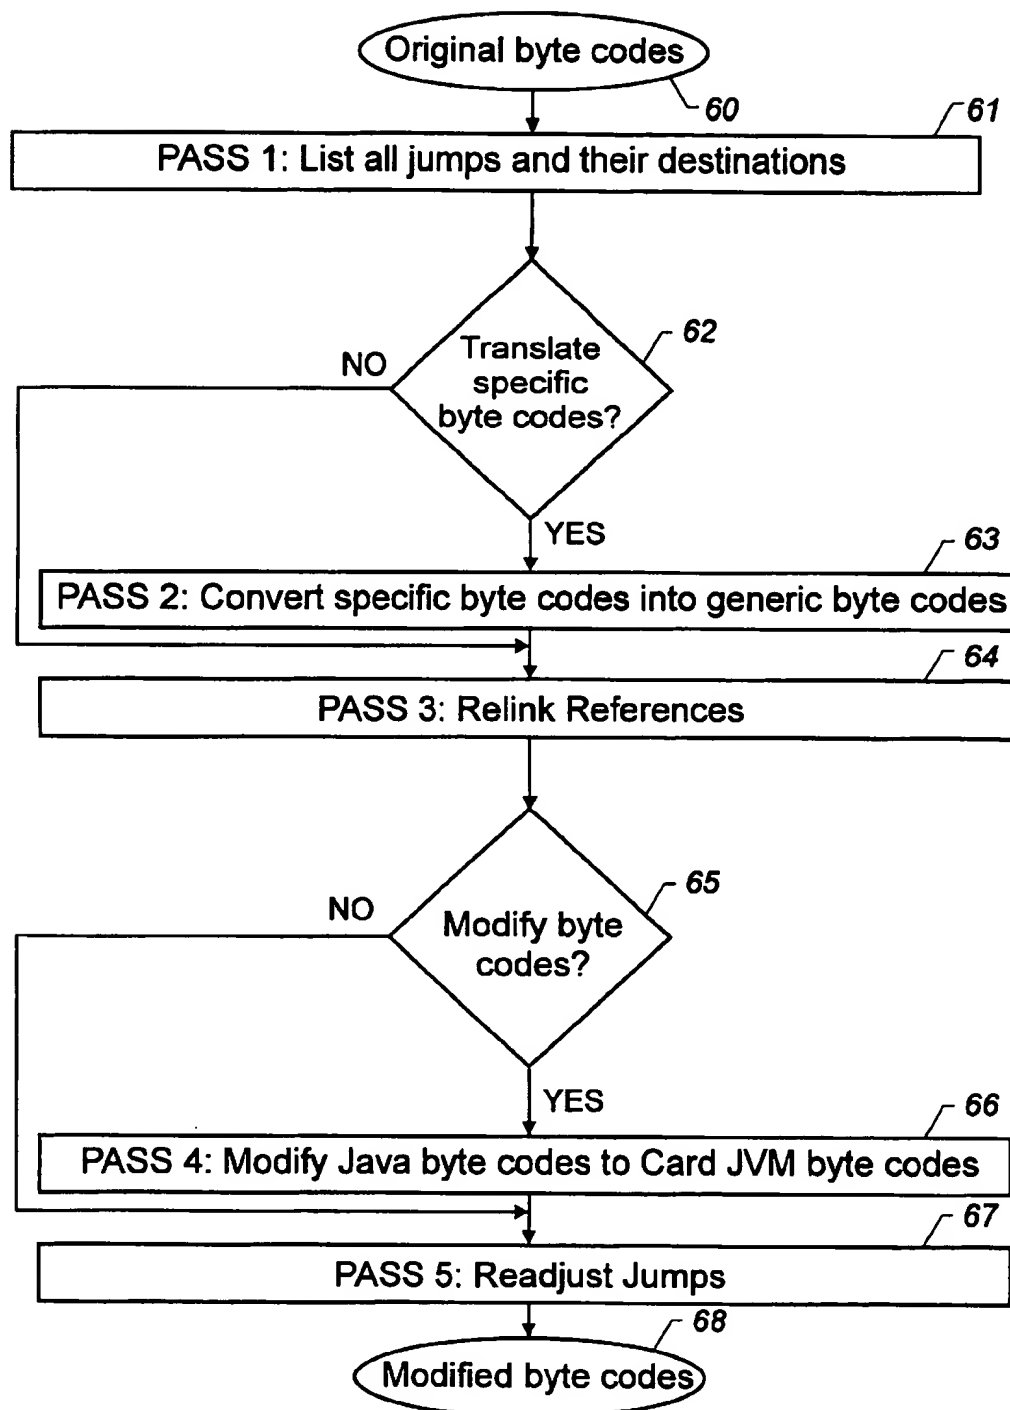 Original byte codes
60
61
PASS 1: List all jumps and their destinations
62
NO
Translate
specific
byte codes?
YES
63
PASS 2: Convert specific byte codes into generic byte codes
64
PASS 3: Relink References
65
NO
Modify byte
codes?
YES
66
PASS 4: Modify Java byte codes to Card JVM byte codes
67
PASS 5: Readjust Jumps
68
Modified byte codes